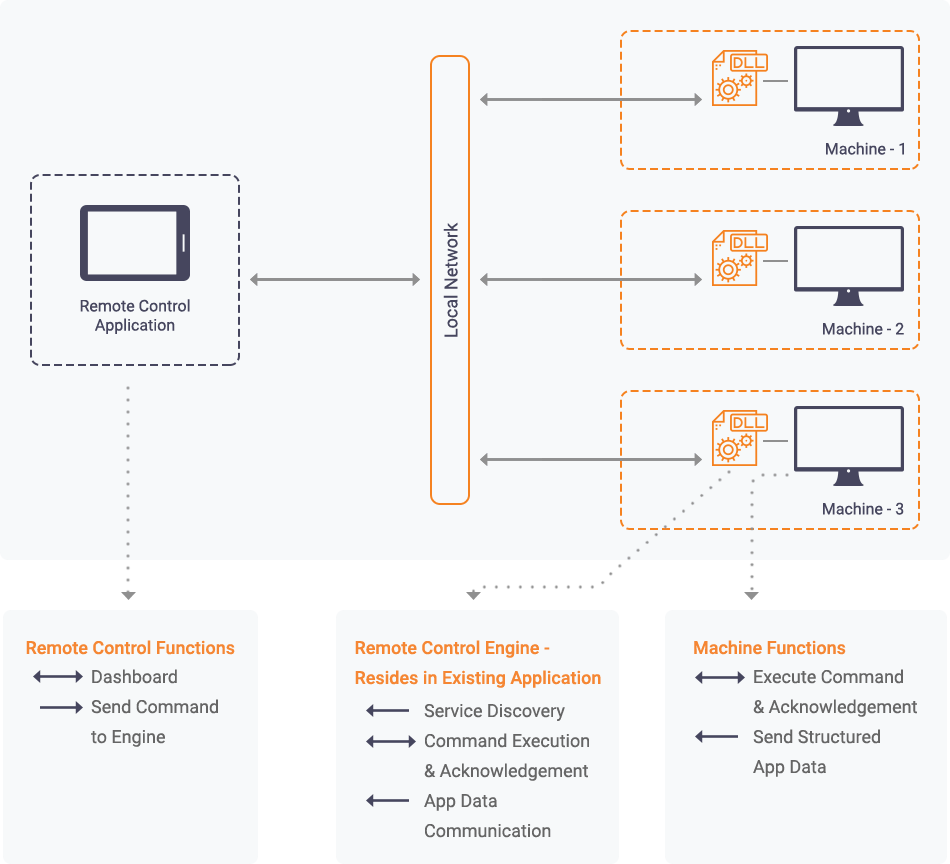 DLL
Machine - 1
Remote Control
Application
Local Network
DLL
Machine - 2
DLL
Machine - 3
Remote Control Functions
Dashboard
Send Command
to Engine
Remote Control Engine -
Resides in Existing Application
Service Discovery
Command Execution
& Acknowledgement
App Data
Communication
Machine Functions
Execute Command
& Acknowledgement
Send Structured
App Data